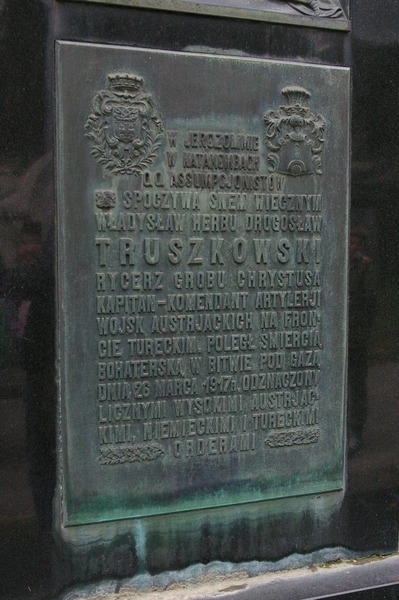 W JEROZOLIMIE
W KATAKOMBACH
O.O. ASSUMPCJONISTÓW
SPOCZYWA SNEM WIECZNYM
WŁADYSŁAW HERBU DROGOSŁAW
TRUSZKOWSKI
RYCERZ GROBU CHRYSTUSA
KAPITAN-KOMENDANT ARTYLERJI
WOJSK AUSTRJACKICH NA FRON-
CIE TURECKIM. POLEGŁ ŚMIERCIĄ
BOHATERSKĄ W BITWIE POD GAZĄ
DNIA 26 MARCA 1917 R. ODZNACZONY
LICZNYMI WYSOKIMI AUSTRJAC-
KIMI, NIEMIECKIMI I TURECKIMI
ORDERAMI